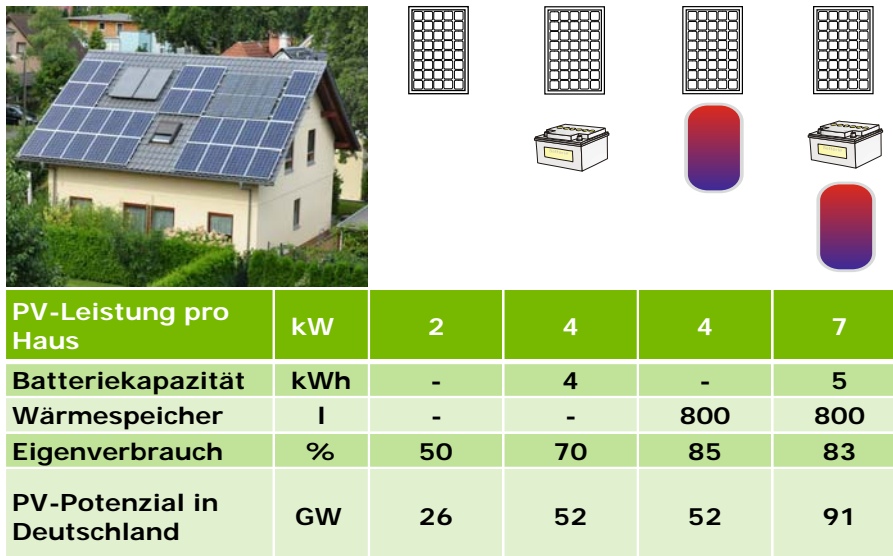 PV-Leistung pro
Haus kW 2 4 4 7
Batteriekapazität kWh - 4 - 5
Wärmespeicher l - - 800 800
Eigenverbrauch % 50 70 85 83
PV-Potenzial in
Deutschland GW 26 52 52 91